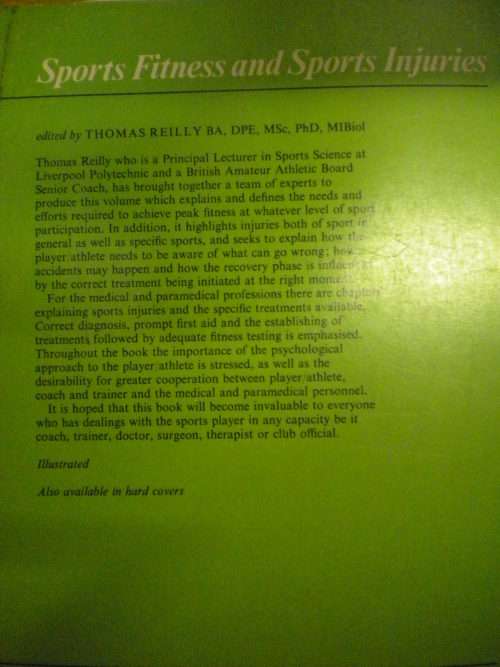 Sports Fitness and Sports Injuries
edited by THOMAS REILLY BA, DPE, MSc, PhD, MIBiol
Thomas Reilly who is a Principal Lecturer in Sports Science at
Liverpool Polytechnic and a British Amateur Athletic Board
Senior Coach, has brought together a team of experts to
produce this volume which explains and defines the needs and
efforts required to achieve peak fitness at whatever level of sport
participation. In addition, it highlights injuries both of sport in
general as well as specific sports, and seeks to explain how the
player/athlete needs to be aware of what can go wrong;
accidents may happen and how the recovery phase is
by the correct treatment being initiated at the right moment.
For the medical and paramedical professions there are chapters
explaining sports injuries and the specific treatments available.
Correct diagnosis, prompt first aid and the establishing of
treatments followed by adequate fitness testing is emphasised.
Throughout the book the importance of the psychological
approach to the player/athlete is stressed, as well as the
desirability for greater cooperation between player/athlete,
coach and trainer and the medical and paramedical personnel.
It is hoped that this book will become invaluable to everyone
who has dealings with the sports player in any capacity be it
coach, trainer, doctor, surgeon, therapist or club official.
Illustrated
Also available in hard covers